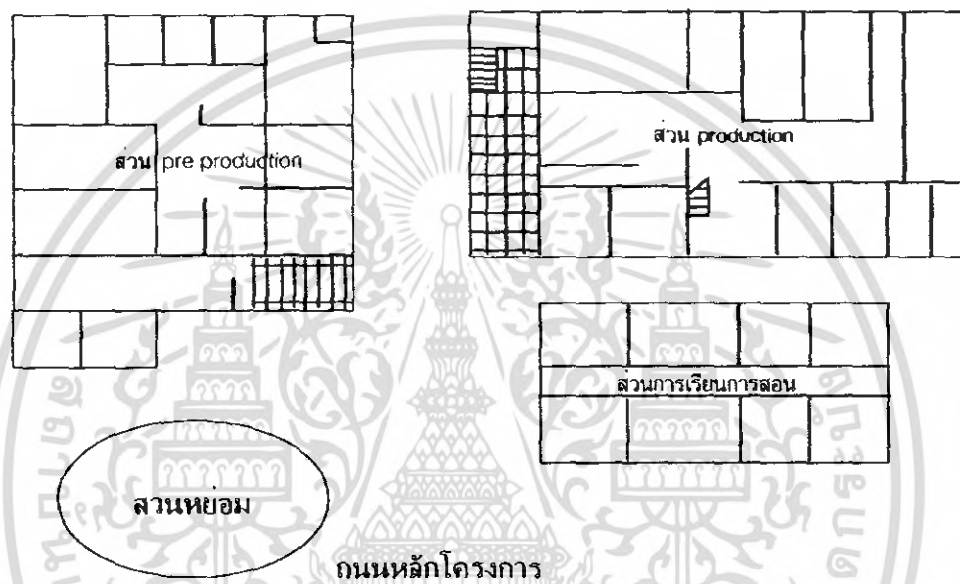 ส่วน pre production
ส่วน production
ส่วนการเรียนการสอน
สวนหย่อม
ถนนหลักโครงการ